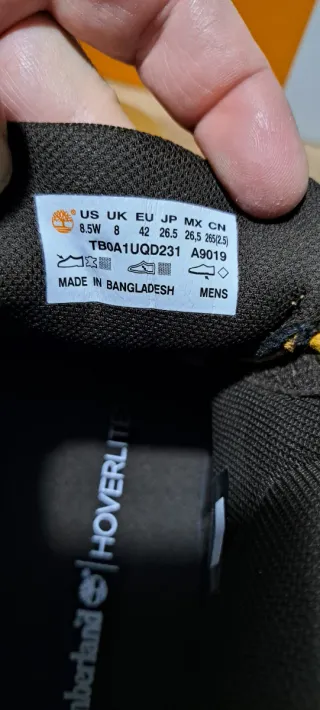 US UK EU JP MX CN
8.5W 8 42 26.5 26,5 265(2.5)
TB0A1UQD231 A9019
MADE IN BANGLADESH MENS
HOVERLITE